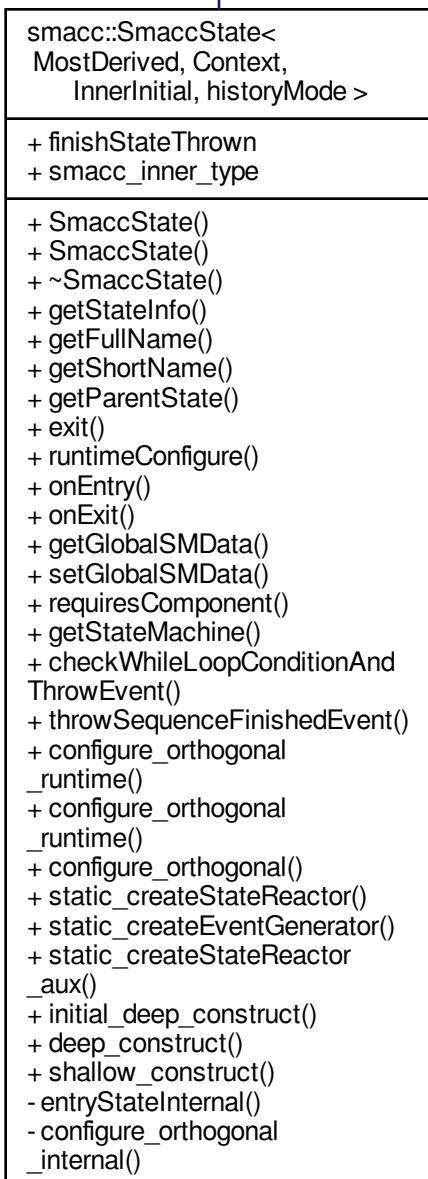 smacc::SmaccState<
MostDerived, Context,
InnerInitial, historyMode >
+ finishStateThrown
+ smacc_inner_type
+ SmaccState()
+ SmaccState()
+ ~SmaccState()
+ getStateInfo()
+ getFullName()
+ getShortName()
+ getParentState()
+ exit()
+ runtimeConfigure()
+ onEntry()
+ onExit()
+ getGlobalSMData()
+ setGlobalSMData()
+ requiresComponent()
+ getStateMachine()
+ checkWhileLoopConditionAnd
ThrowEvent()
+ throwSequenceFinishedEvent()
+ configure_orthogonal
_runtime()
+ configure_orthogonal
_runtime()
+ configure_orthogonal()
+ static_createStateReactor()
+ static_createEventGenerator()
+ static_createStateReactor
_aux()
+ initial_deep_construct()
+ deep_construct()
+ shallow_construct()
- entryStateInternal()
- configure_orthogonal
_internal()